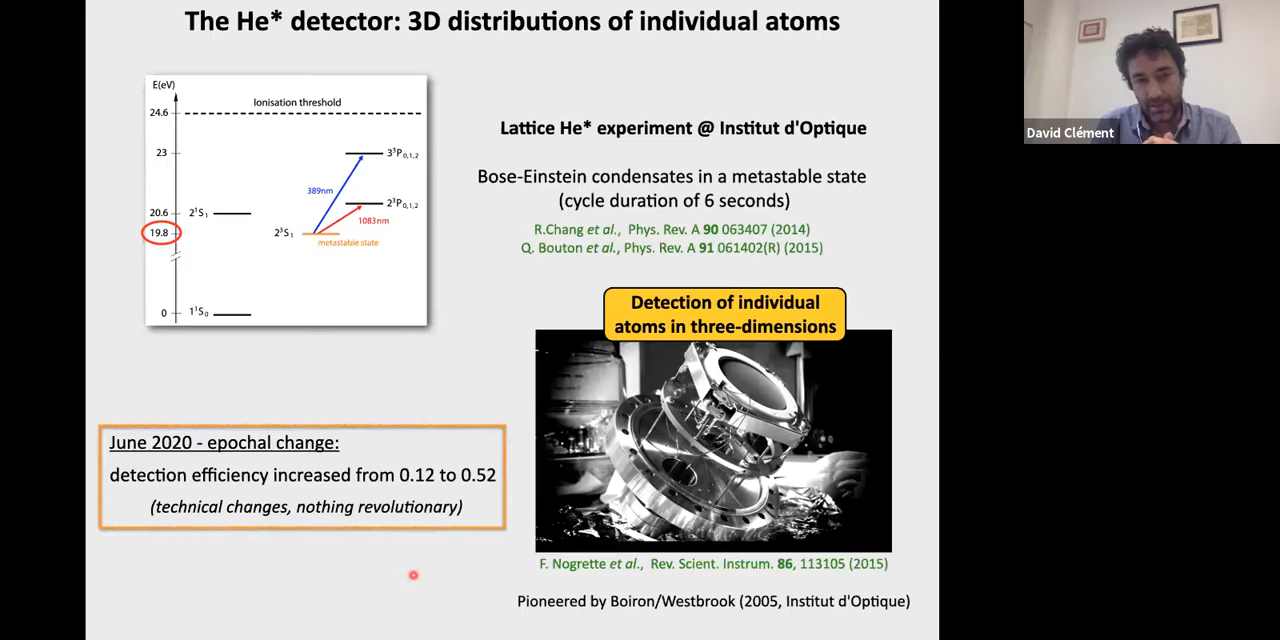 The He* detector: 3D distributions of individual atoms
E(eV)
24.6
Ionisation threshold
23
3³P₀,₁,₂
389nm
20.6
2¹S₁
2³P₀,₁,₂
1083nm
19.8
2³S₁
metastable state
0
1¹S₀
Lattice He* experiment @ Institut d'Optique
Bose-Einstein condensates in a metastable state
(cycle duration of 6 seconds)
R.Chang et al., Phys. Rev. A 90 063407 (2014)
Q. Bouton et al., Phys. Rev. A 91 061402(R) (2015)
Detection of individual
atoms in three-dimensions
June 2020 - epochal change:
detection efficiency increased from 0.12 to 0.52
(technical changes, nothing revolutionary)
F. Nogrette et al., Rev. Scient. Instrum. 86, 113105 (2015)
Pioneered by Boiron/Westbrook (2005, Institut d'Optique)
David Clément